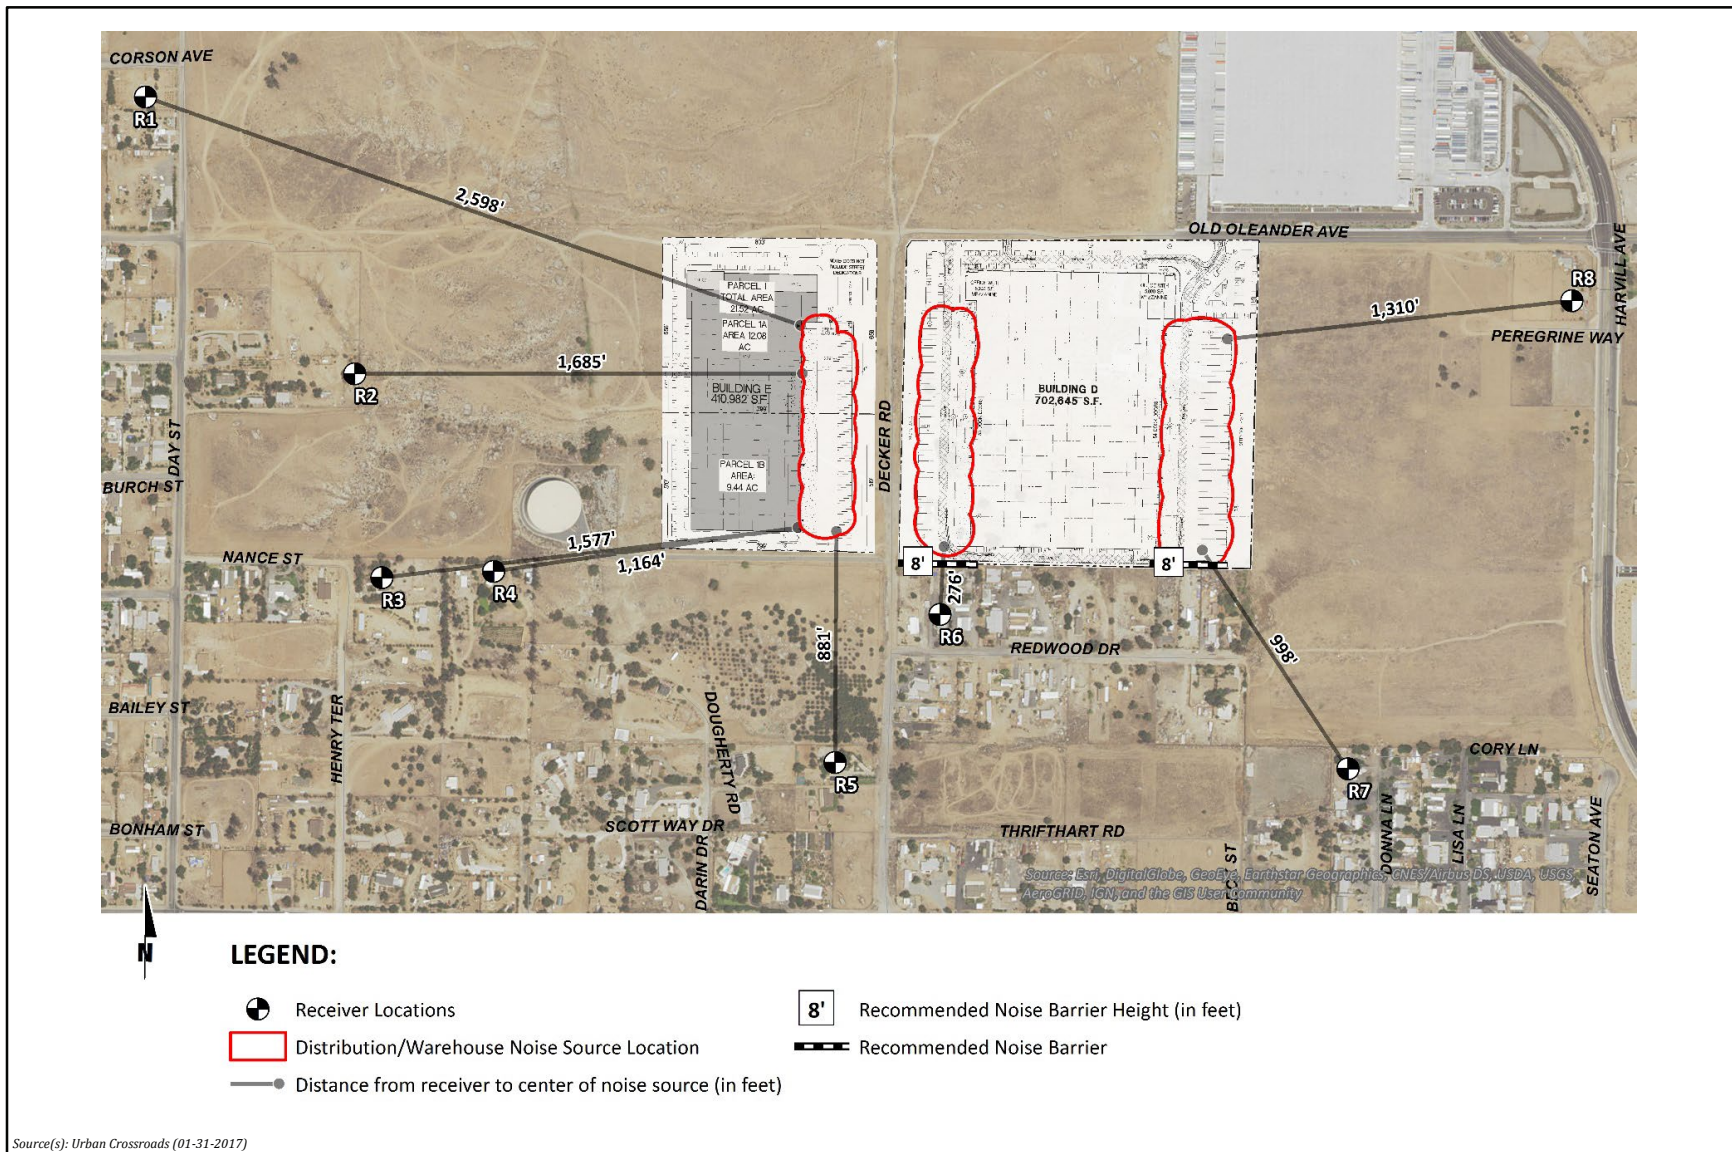 CORSON AVE
R1
2,598'
OLD OLEANDER AVE
HARVILL AVE
R8
1,310'
PEREGRINE WAY
PARCEL I
TOTAL AREA
21.52 AC
PARCEL 1A
AREA 12.08
AC
1,685'
R2
BUILDING E
410,982 S.F.
BUILDING D
702,645 S.F.
DAY ST
DECKER RD
PARCEL 1B
AREA:
9.44 AC
BURCH ST
NANCE ST
1,577'
1,164'
8'
8'
R3
R4
276'
R6
881'
REDWOOD DR
998'
BAILEY ST
HENRY TER
DOUGHERTY RD
CORY LN
R5
R7
BONHAM ST
SCOTT WAY DR
DARIN DR
THRIFTHART RD
DONNA LN
LISA LN
SEATON AVE
Source: Esri, DigitalGlobe, GeoEye, Earthstar Geographics, CNES/Airbus DS, USDA, USGS,
AeroGRID, IGN, and the GIS User Community
N
LEGEND:
Receiver Locations
8' Recommended Noise Barrier Height (in feet)
Distribution/Warehouse Noise Source Location
Recommended Noise Barrier
Distance from receiver to center of noise source (in feet)
Source(s): Urban Crossroads (01-31-2017)